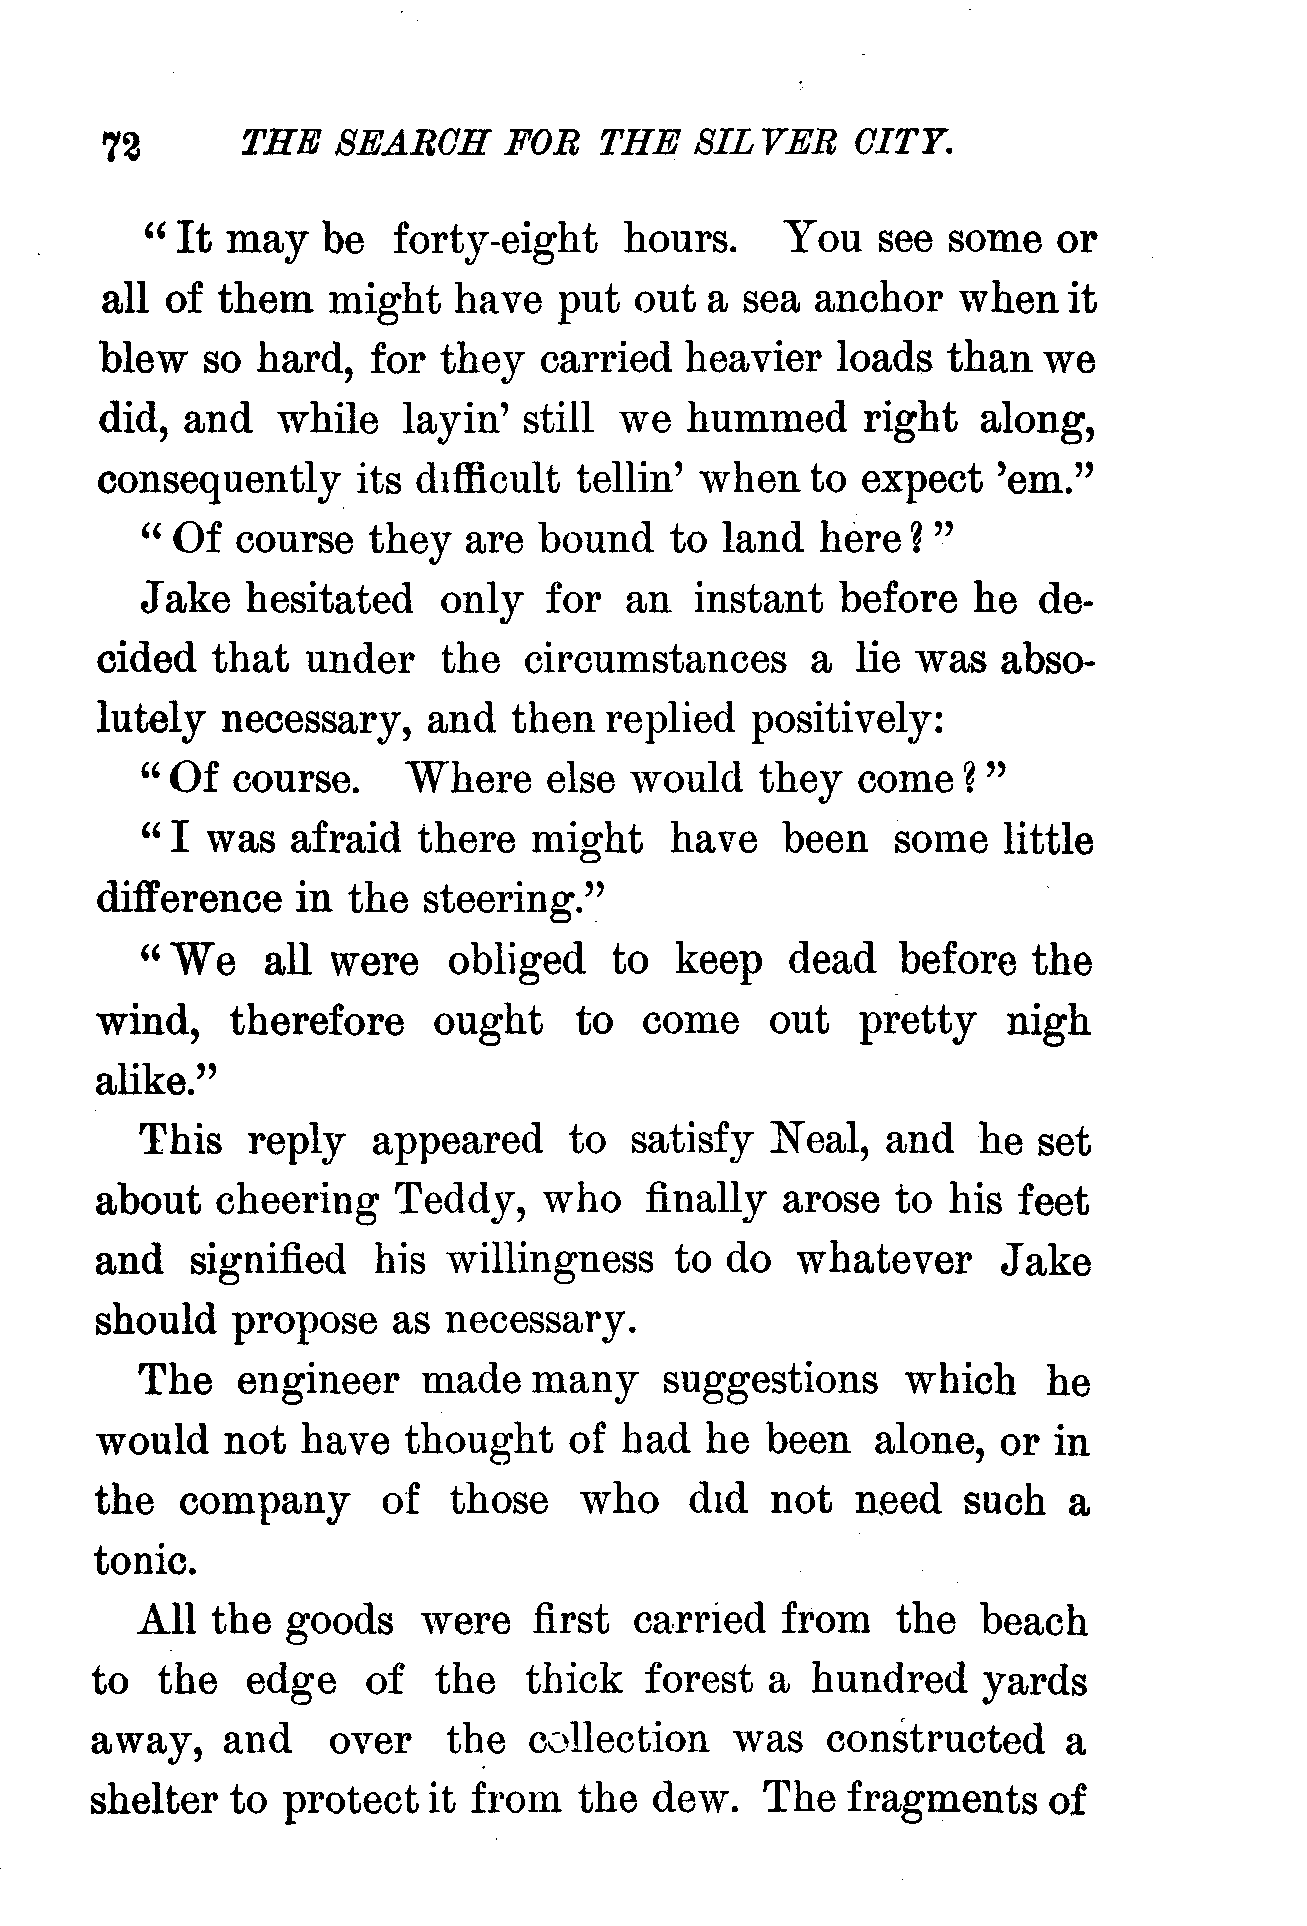 72 THE SEARCH FOR THE SILVER CITY.
“It may be forty-eight hours. You see some or
all of them might have put out a sea anchor when it
blew so hard, for they carried heavier loads than we
did, and while layin’ still we hummed right along,
consequently its difficult tellin’ when to expect ’em.”
“Of course they are bound to land here?”
Jake hesitated only for an instant before he de-
cided that under the circumstances a lie was abso-
lutely necessary, and then replied positively:
“Of course. Where else would they come?”
“I was afraid there might have been some little
difference in the steering.”
“We all were obliged to keep dead before the
wind, therefore ought to come out pretty nigh
alike.”
This reply appeared to satisfy Neal, and he set
about cheering Teddy, who finally arose to his feet
and signified his willingness to do whatever Jake
should propose as necessary.
The engineer made many suggestions which he
would not have thought of had he been alone, or in
the company of those who did not need such a
tonic.
All the goods were first carried from the beach
to the edge of the thick forest a hundred yards
away, and over the collection was constructed a
shelter to protect it from the dew. The fragments of